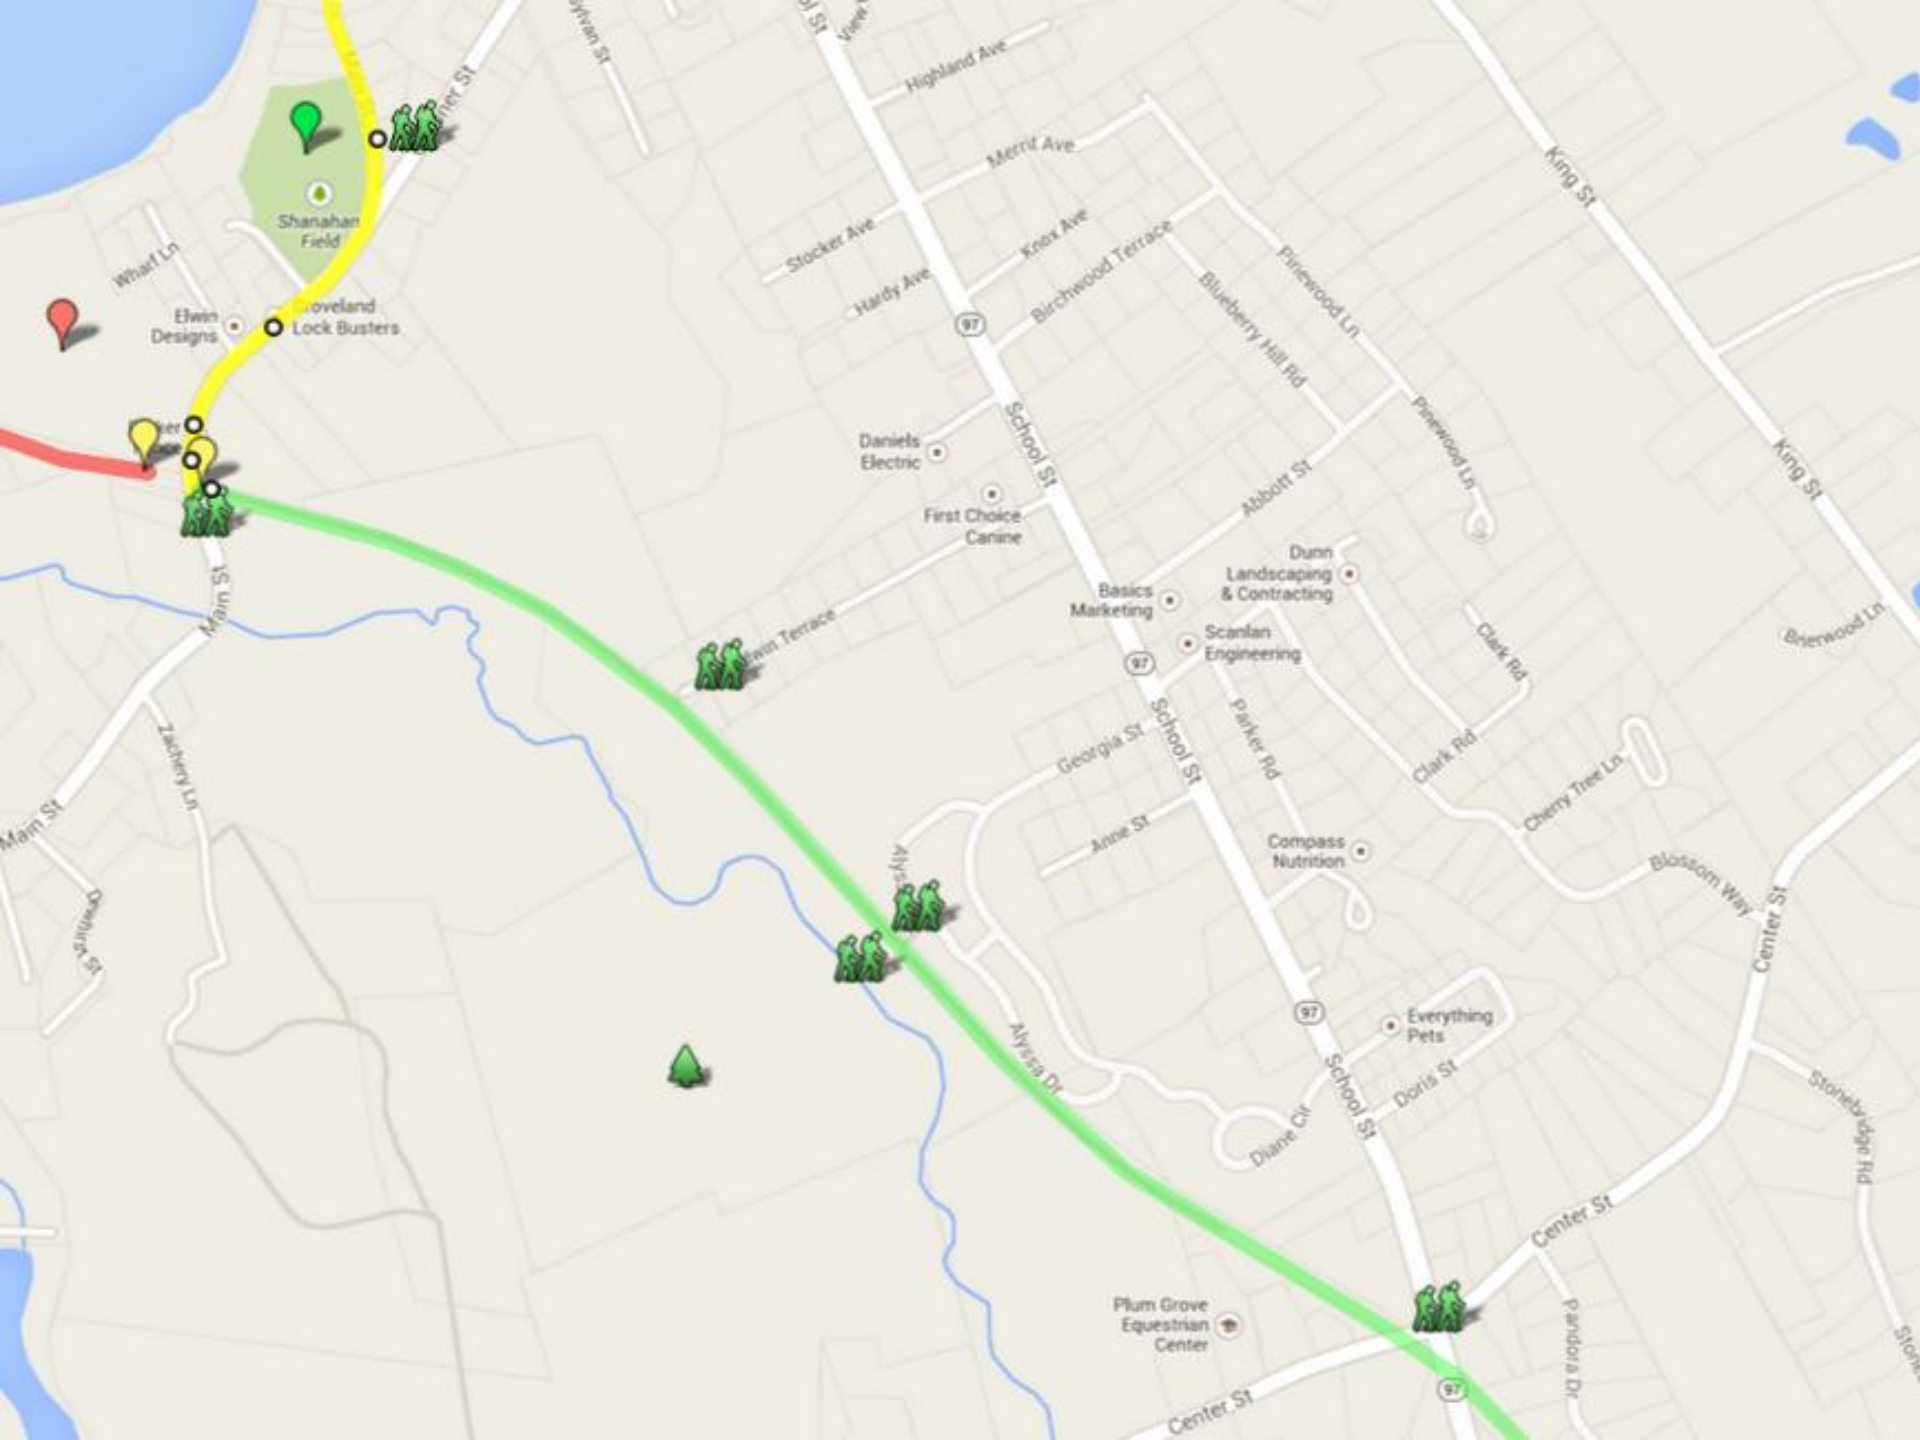 Sylvan St
View
Highland Ave
Merrit Ave
King St
Shanahan
Field
Wharf Ln
Stocker Ave
Knox Ave
Birchwood Terrace
Hardy Ave
Pinewood Ln
Blueberry Hill Rd
Elwin
Designs
Groveland
Lock Busters
97
School St
Pinewood Ln
King St
Daniels
Electric
Abbott St
First Choice
Canine
Dunn
Landscaping
& Contracting
Basics
Marketing
Scanlan
Engineering
97
Main St
Clark Rd
Brierwood Ln
Terrace
Zachery Ln
Parker Rd
School St
Georgia St
Clark Rd
Cherry Tree Ln
Main St
Anne St
Compass
Nutrition
Blossom Way
Center St
97
Everything
Pets
Alyssa Dr
School St
Doris St
Diane Cir
Stonebridge Rd
Center St
Plum Grove
Equestrian
Center
Pandora Dr
97
Center St